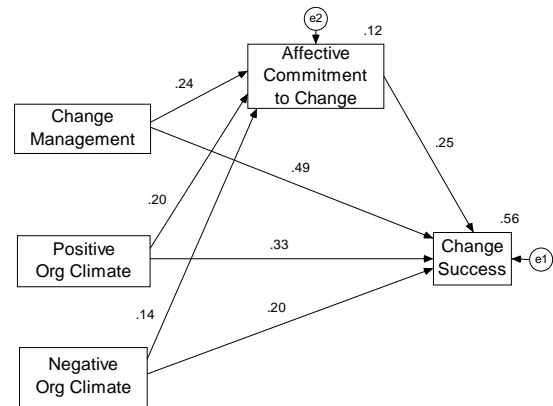 e2
.12
Affective
Commitment
to Change
.24
Change
Management
.25
.49
.20
.56
Positive
Org Climate
.33
Change
Success
e1
.14
.20
Negative
Org Climate